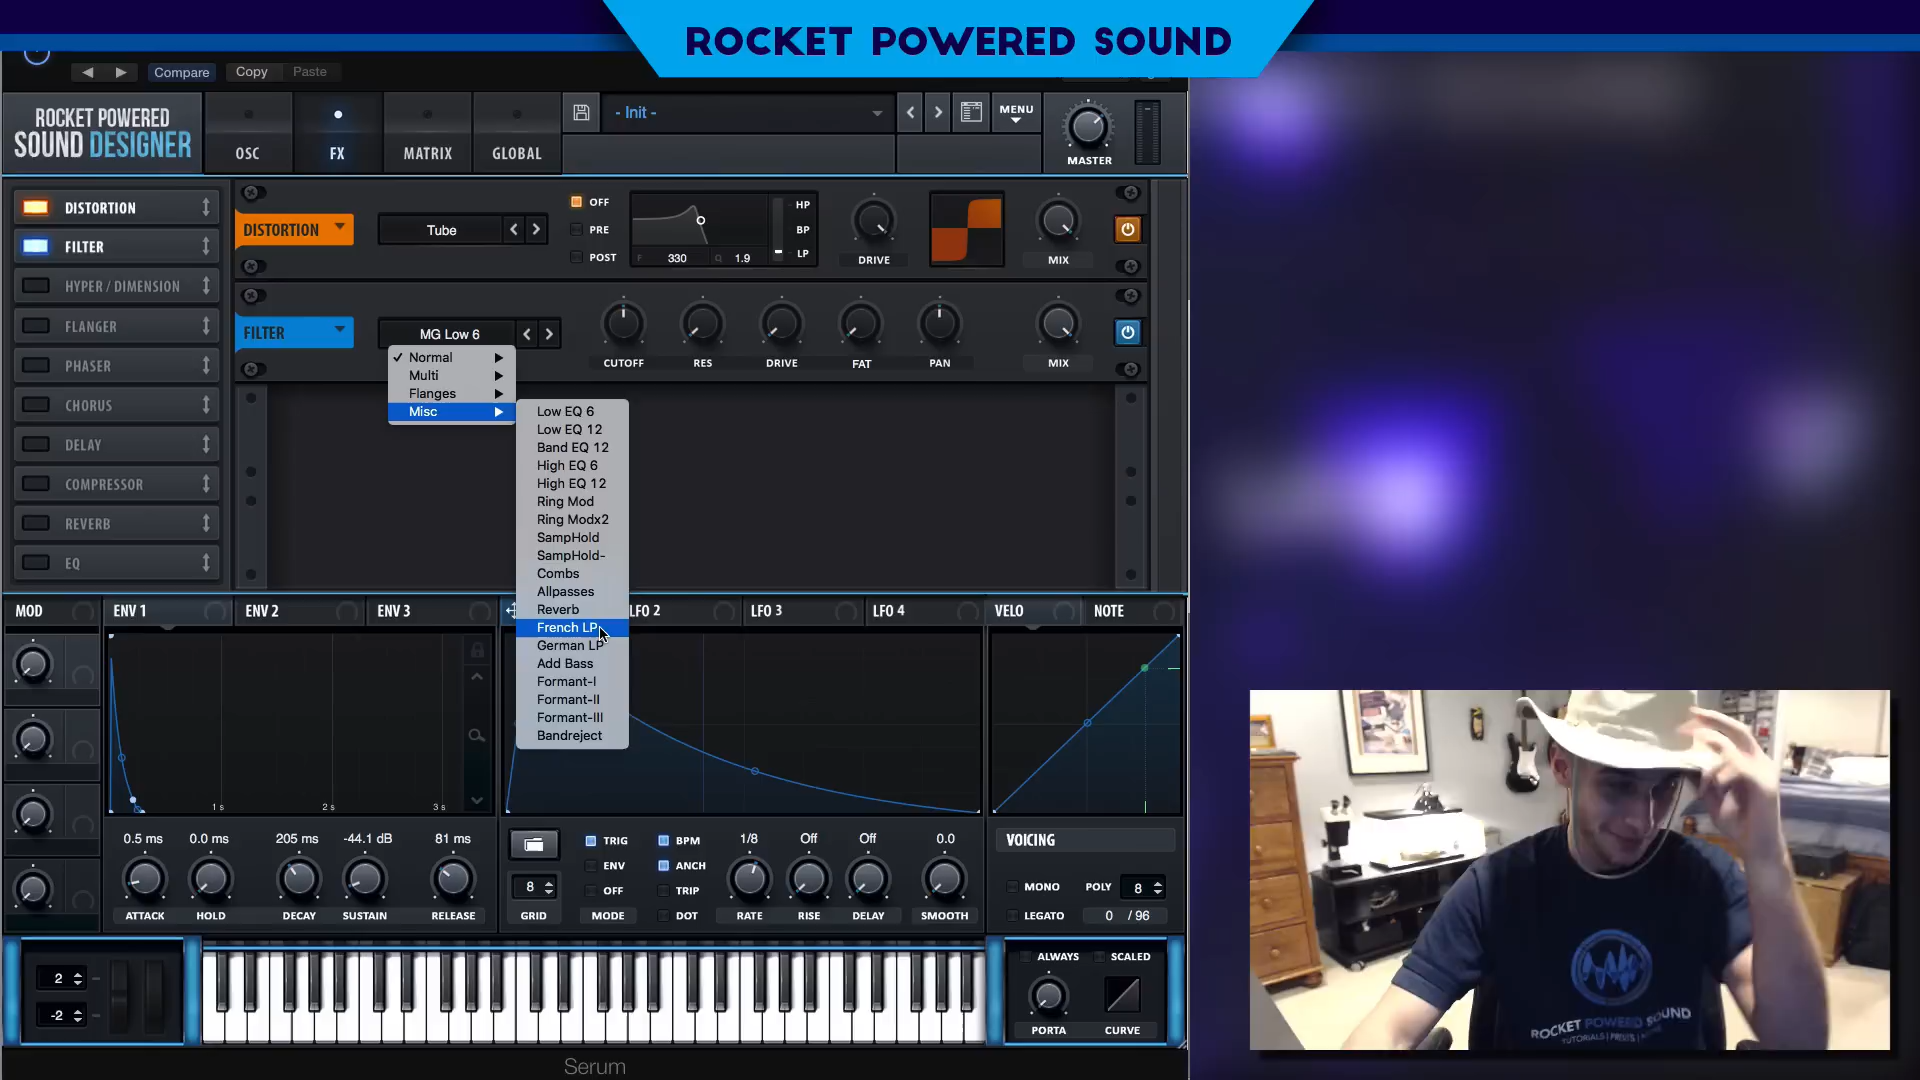 ROCKET POWERED SOUND
Compare
Copy
Paste
ROCKET POWERED
SOUND DESIGNER
OSC
FX
MATRIX
GLOBAL
- Init -
MENU
MASTER
DISTORTION
FILTER
HYPER / DIMENSION
FLANGER
PHASER
CHORUS
DELAY
COMPRESSOR
REVERB
EQ
DISTORTION
Tube
OFF
PRE
POST
F 330 Q 1.9
HP
BP
LP
DRIVE
MIX
FILTER
MG Low 6
CUTOFF
RES
DRIVE
FAT
PAN
MIX
Normal
Multi
Flanges
Misc
Low EQ 6
Low EQ 12
Band EQ 12
High EQ 6
High EQ 12
Ring Mod
Ring Modx2
SampHold
SampHold-
Combs
Allpasses
Reverb
French LP
German LP
Add Bass
Formant-I
Formant-II
Formant-III
Bandreject
MOD
ENV 1
ENV 2
ENV 3
LFO 2
LFO 3
LFO 4
VELO
NOTE
1 s
2 s
3 s
0.5 ms
0.0 ms
205 ms
-44.1 dB
81 ms
ATTACK
HOLD
DECAY
SUSTAIN
RELEASE
8
GRID
TRIG
ENV
OFF
MODE
BPM
ANCH
TRIP
DOT
1/8
Off
Off
0.0
RATE
RISE
DELAY
SMOOTH
VOICING
MONO
POLY
8
LEGATO
0 / 96
2
-2
ALWAYS
SCALED
PORTA
CURVE
Serum
ROCKET POWERED SOUND